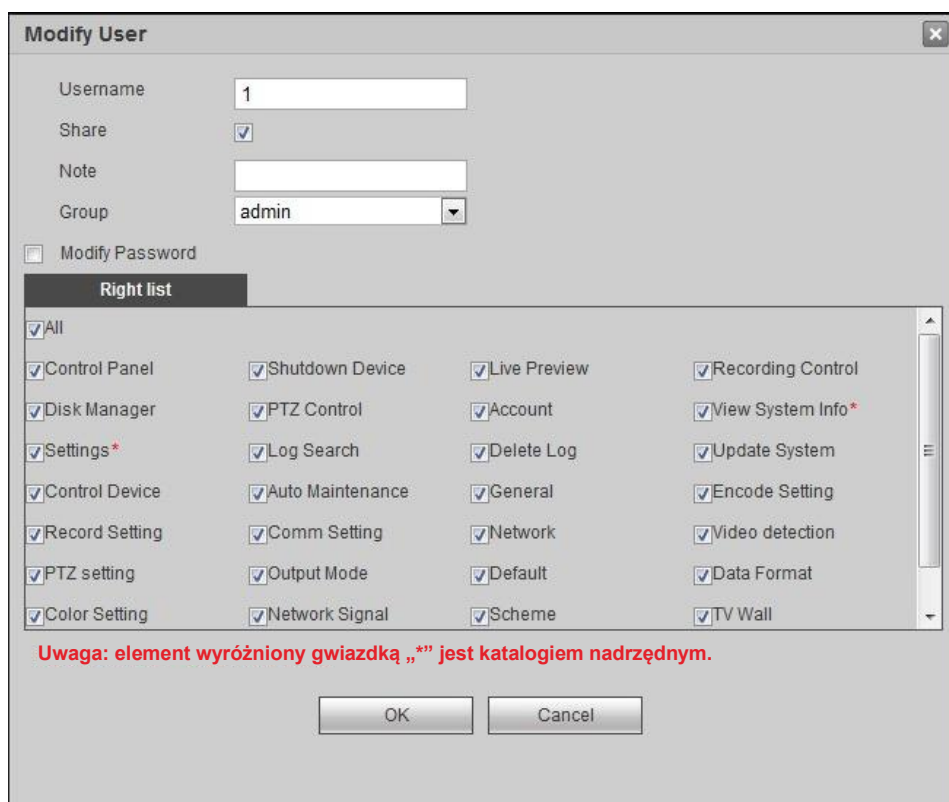 Modify User
Username 1
Share
Note
Group admin
Modify Password
Right list
All
Control Panel Shutdown Device Live Preview Recording Control
Disk Manager PTZ Control Account View System Info*
Settings* Log Search Delete Log Update System
Control Device Auto Maintenance General Encode Setting
Record Setting Comm Setting Network Video detection
PTZ setting Output Mode Default Data Format
Color Setting Network Signal Scheme TV Wall
Uwaga: element wyróżniony gwiazdką „*” jest katalogiem nadrzędnym.
OK Cancel